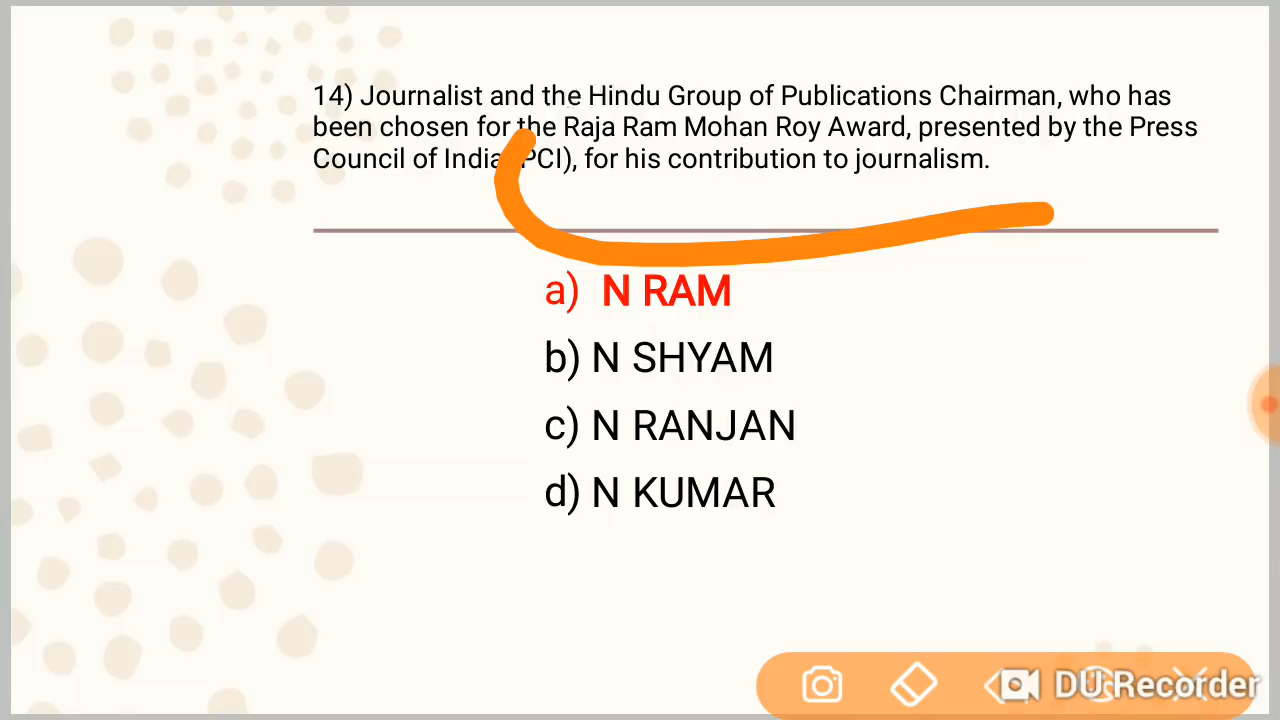 14) Journalist and the Hindu Group of Publications Chairman, who has
been chosen for the Raja Ram Mohan Roy Award, presented by the Press
Council of India (PCI), for his contribution to journalism.
a) N RAM
b) N SHYAM
c) N RANJAN
d) N KUMAR
DU Recorder